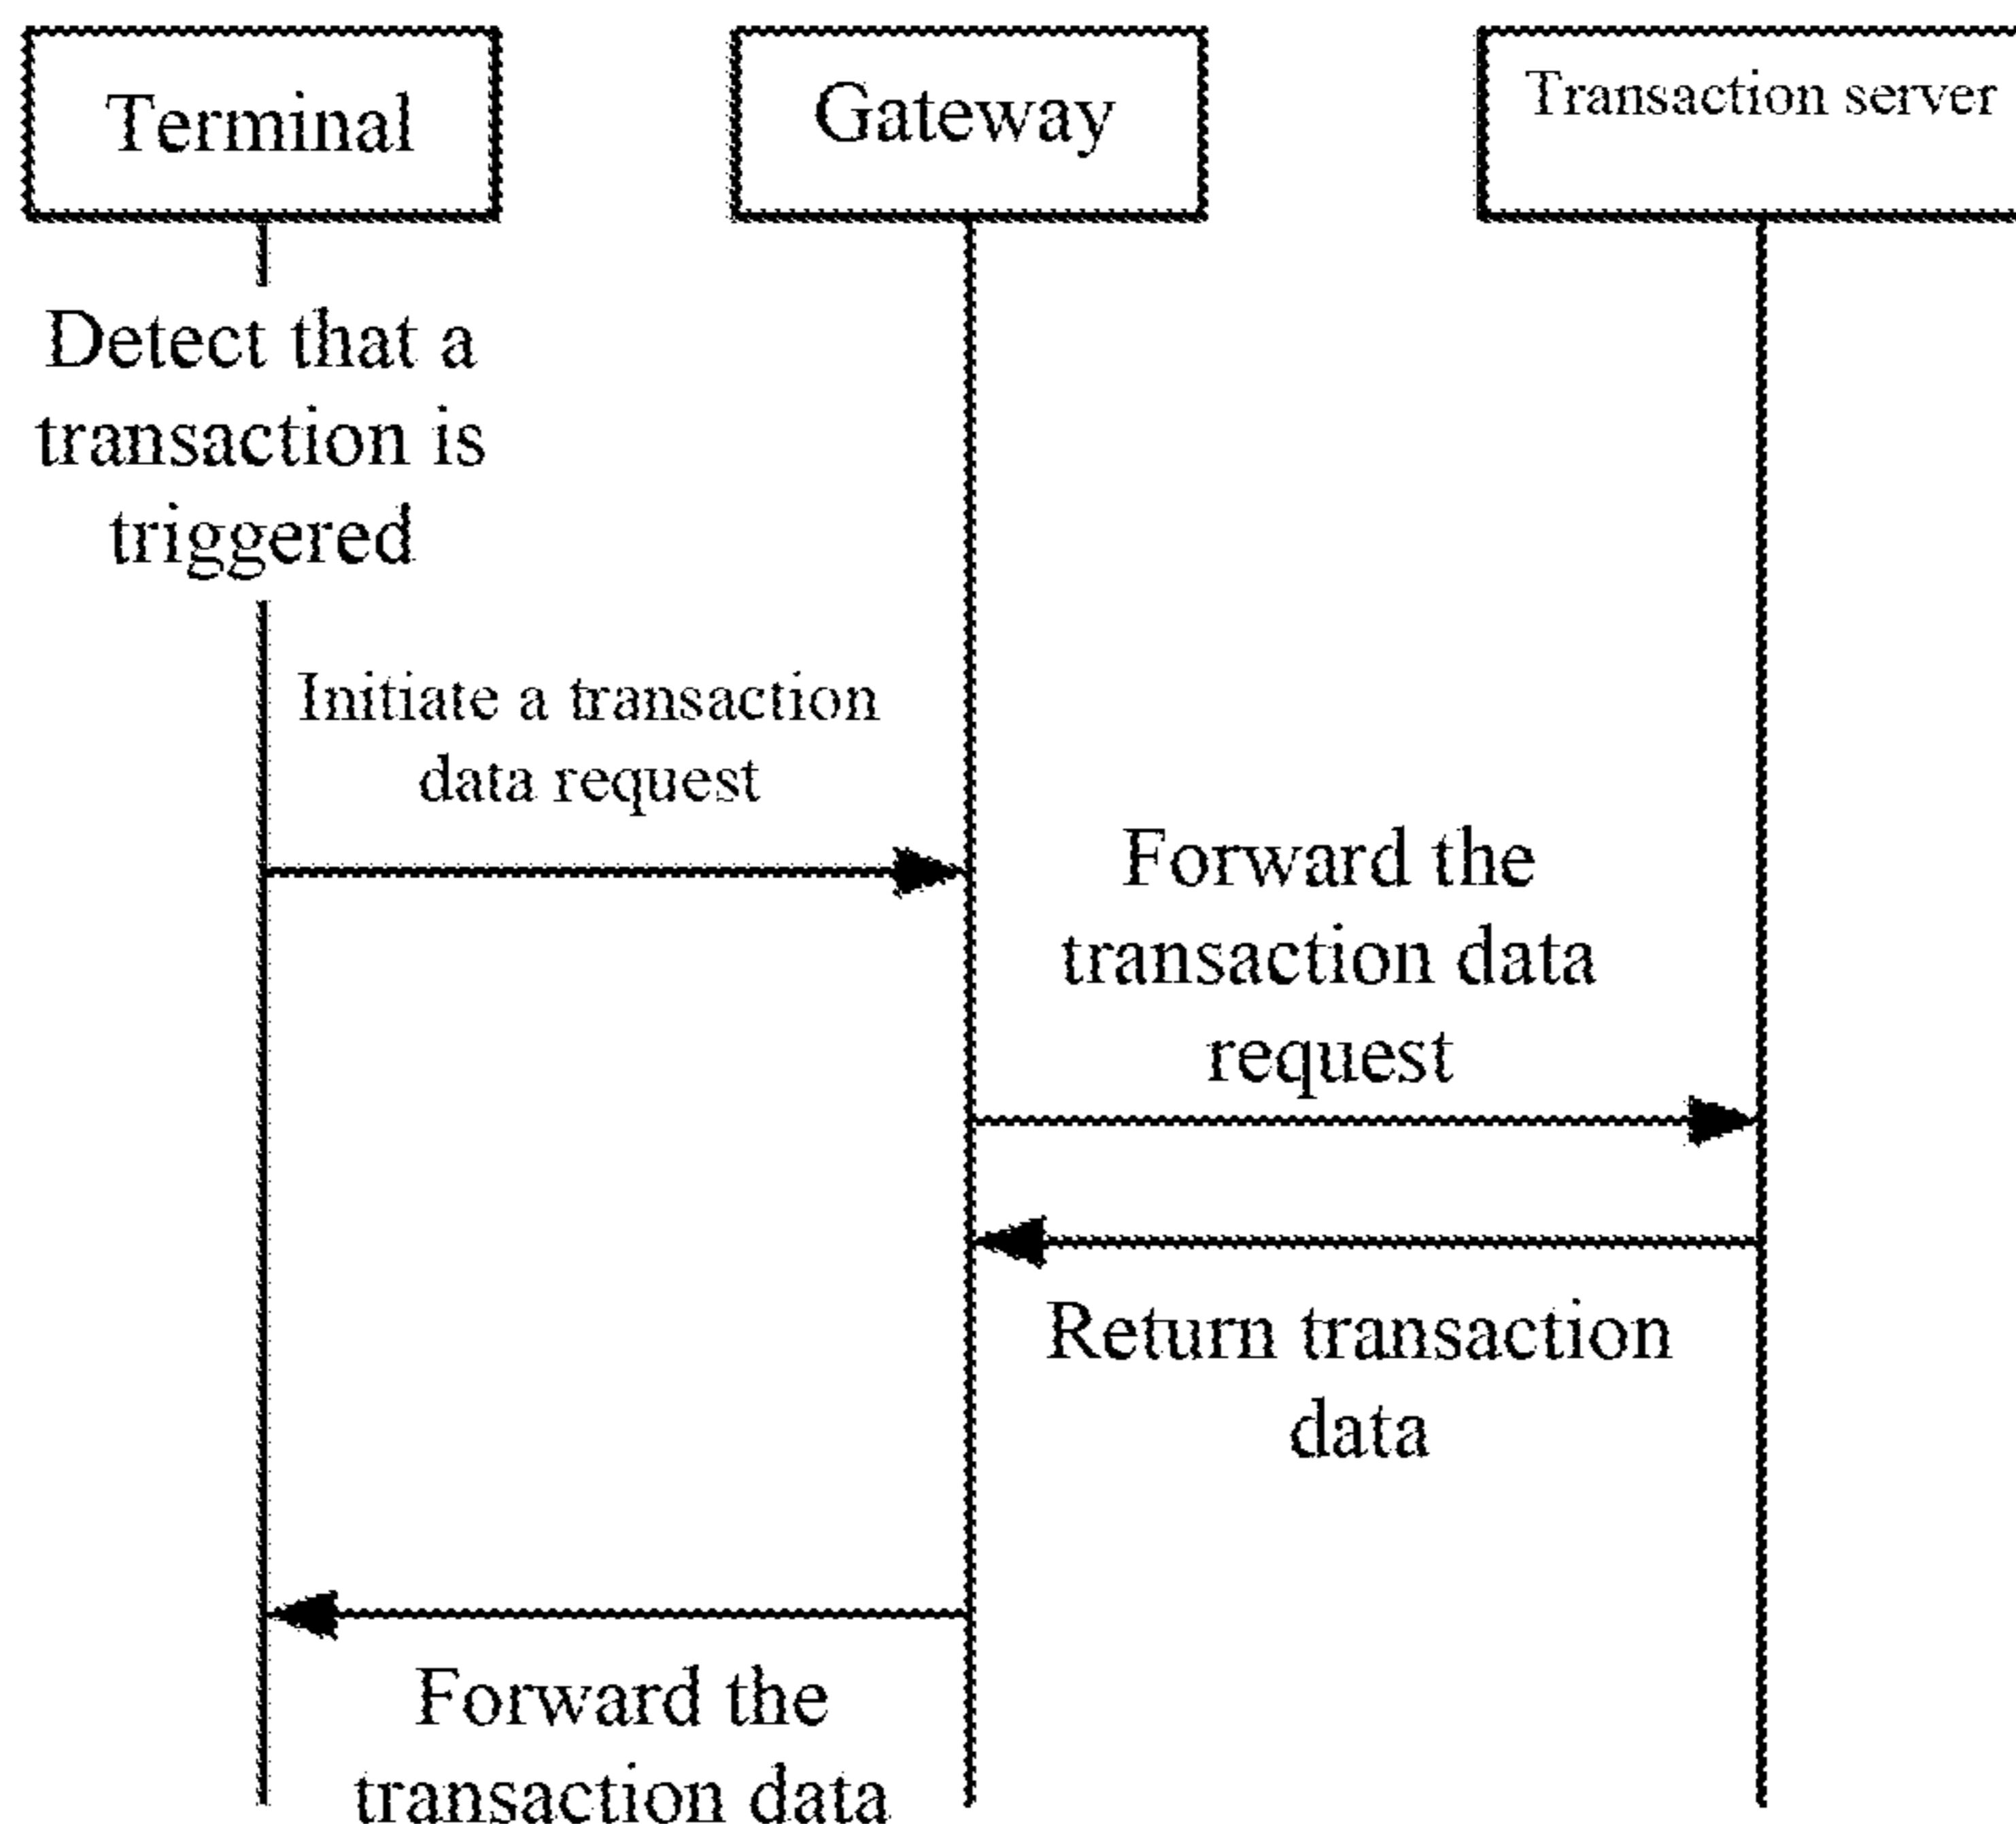 Terminal
Gateway
Transaction server
Detect that a
transaction is
triggered
Initiate a transaction
data request
Forward the
transaction data
request
Return transaction
data
Forward the
transaction data